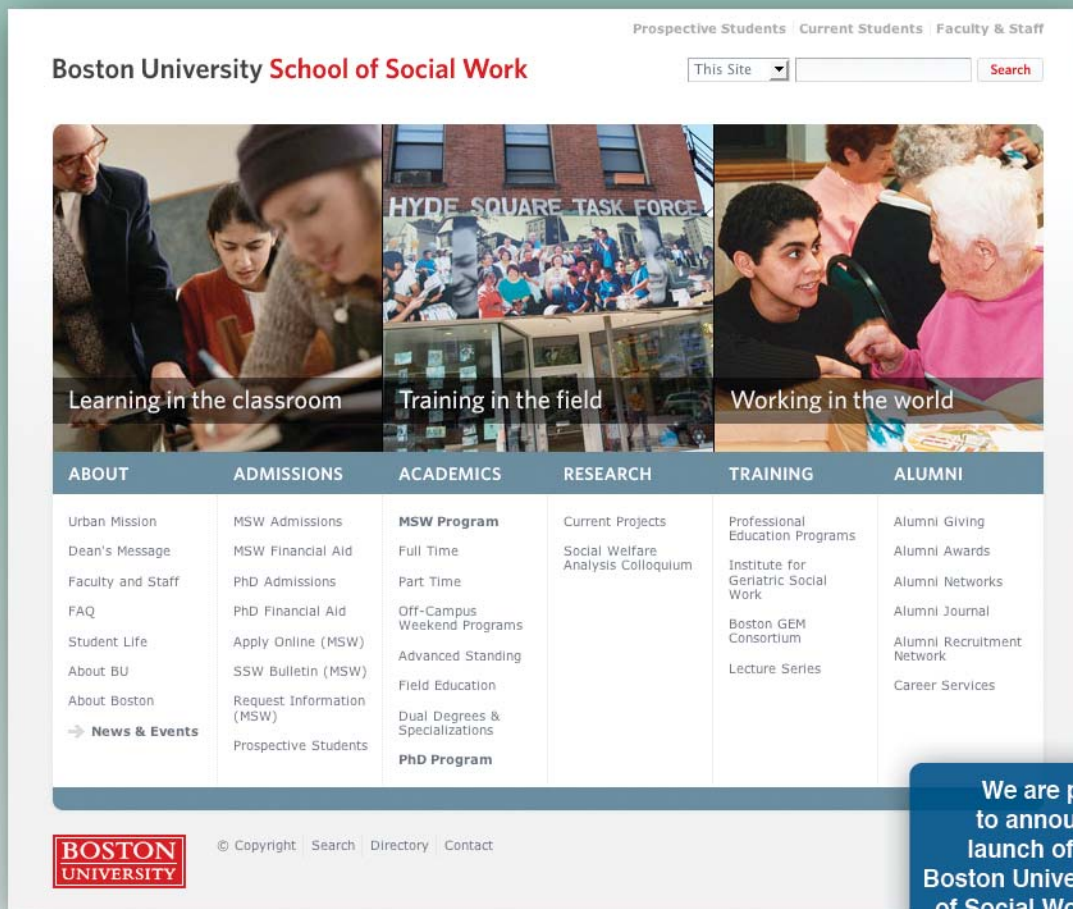 Prospective Students Current Students Faculty & Staff
Boston University School of Social Work
This Site
Search
HYDE SQUARE TASK FORCE
Learning in the classroom
Training in the field
Working in the world
ABOUT
Urban Mission
Dean's Message
Faculty and Staff
FAQ
Student Life
About BU
About Boston
News & Events
ADMISSIONS
MSW Admissions
MSW Financial Aid
PhD Admissions
PhD Financial Aid
Apply Online (MSW)
SSW Bulletin (MSW)
Request Information
(MSW)
Prospective Students
ACADEMICS
MSW Program
Full Time
Part Time
Off-Campus
Weekend Programs
Advanced Standing
Field Education
Dual Degrees &
Specializations
PhD Program
RESEARCH
Current Projects
Social Welfare
Analysis Colloquium
TRAINING
Professional
Education Programs
Institute for
Geriatric Social
Work
Boston GEM
Consortium
Lecture Series
ALUMNI
Alumni Giving
Alumni Awards
Alumni Networks
Alumni Journal
Alumni Recruitment
Network
Career Services
BOSTON
UNIVERSITY
© Copyright Search Directory Contact
We are
to
launch of
Boston
of Social